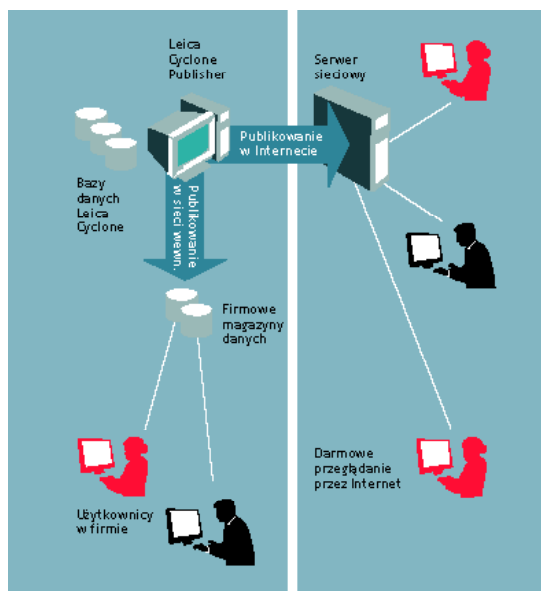 Leica
Cyclone
Publisher
Serwer
sieciowy
Publikowanie
w Internecie
Bazy
danych
Leica
Cyclone
Publikowanie
w sieci wewn.
Firmowe
magazyny
danych
Darmowe
przeglądanie
przez Internet
Użytkownicy
w firmie